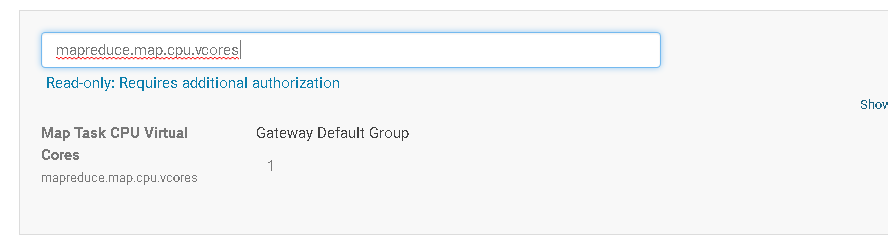 mapreduce.map.cpu.vcores
Read-only: Requires additional authorization
Show
Map Task CPU Virtual Gateway Default Group
Cores
1
mapreduce.map.cpu.vcores